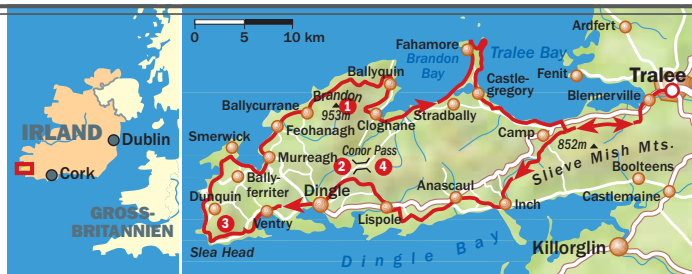 IRLAND
Dublin
Cork
GROSS-
BRITANNIEN
0 5 10 km
Ardfert
Fahamore
Tralee Bay
Brandon
Bay
Fenit
Tralee
Ballyquin
Castle-
gregory
Blennerville
Brandon
953m
1
Ballycurrane
Stradbally
Cloghane
Feohanagh
Camp
Smerwick
852m
Conor Pass
Slieve Mish Mts.
Murreagh
2
4
Boolteens
Bally-
ferriter
Anascaul
Castlemaine
Dunquin
Dingle
Inch
3
Ventry
Lispole
Slea Head
Dingle Bay
Killorglin